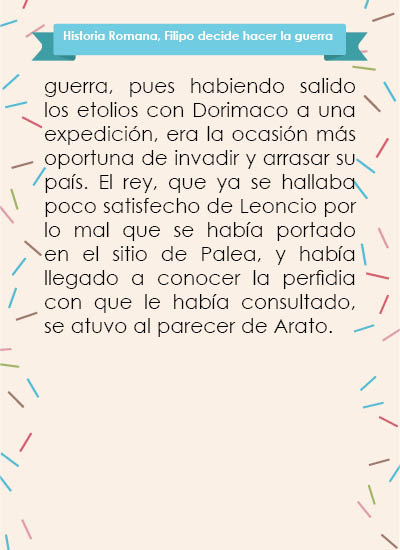 Historia Romana, Filipo decide hacer la guerra
guerra, pues habiendo salido
los etolios con Dorimaco a una
expedición, era la ocasión más
oportuna de invadir y arrasar su
país. El rey, que ya se hallaba
poco satisfecho de Leoncio por
lo mal que se había portado
en el sitio de Palea, y había
llegado a conocer la perfidia
con que le había consultado,
se atuvo al parecer de Arato.